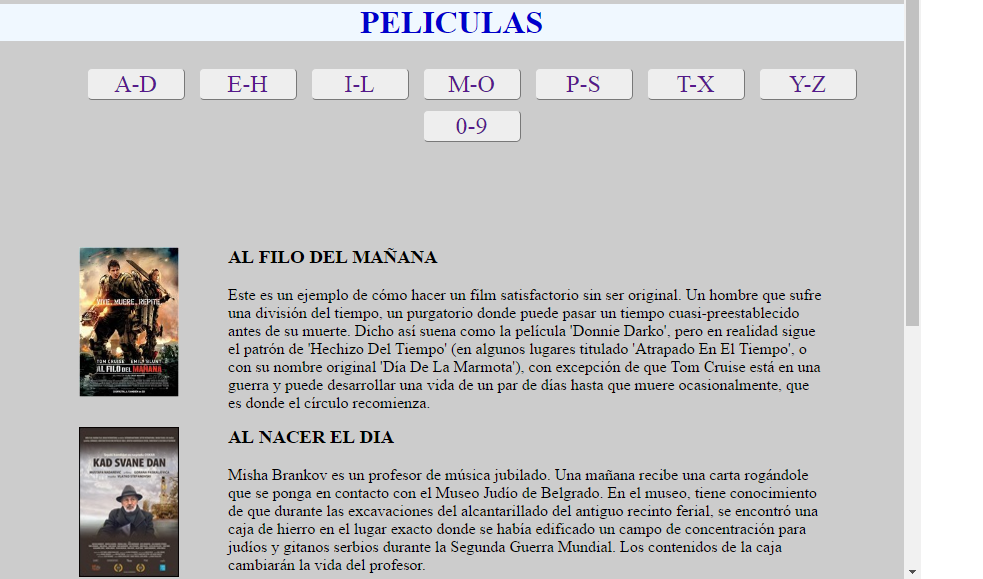 PELICULAS
A-D E-H I-L M-O P-S T-X Y-Z
0-9
VIVE. MUERE. REPITE.
TOM CRUISE EMILY BLUNT
AL FILO DEL MAÑANA
AL FILO DEL MAÑANA
Este es un ejemplo de cómo hacer un film satisfactorio sin ser original. Un hombre que sufre
una división del tiempo, un purgatorio donde puede pasar un tiempo cuasi-preestablecido
antes de su muerte. Dicho así suena como la película 'Donnie Darko', pero en realidad sigue
el patrón de 'Hechizo Del Tiempo' (en algunos lugares titulado 'Atrapado En El Tiempo', o
con su nombre original 'Día De La Marmota'), con excepción de que Tom Cruise está en una
guerra y puede desarrollar una vida de un par de días hasta que muere ocasionalmente, que
es donde el círculo recomienza.
KAD SVANE DAN
AL NACER EL DIA
Misha Brankov es un profesor de música jubilado. Una mañana recibe una carta rogándole
que se ponga en contacto con el Museo Judío de Belgrado. En el museo, tiene conocimiento
de que durante las excavaciones del alcantarillado del antiguo recinto ferial, se encontró una
caja de hierro en el lugar exacto donde se había edificado un campo de concentración para
judíos y gitanos serbios durante la Segunda Guerra Mundial. Los contenidos de la caja
cambiarán la vida del profesor.